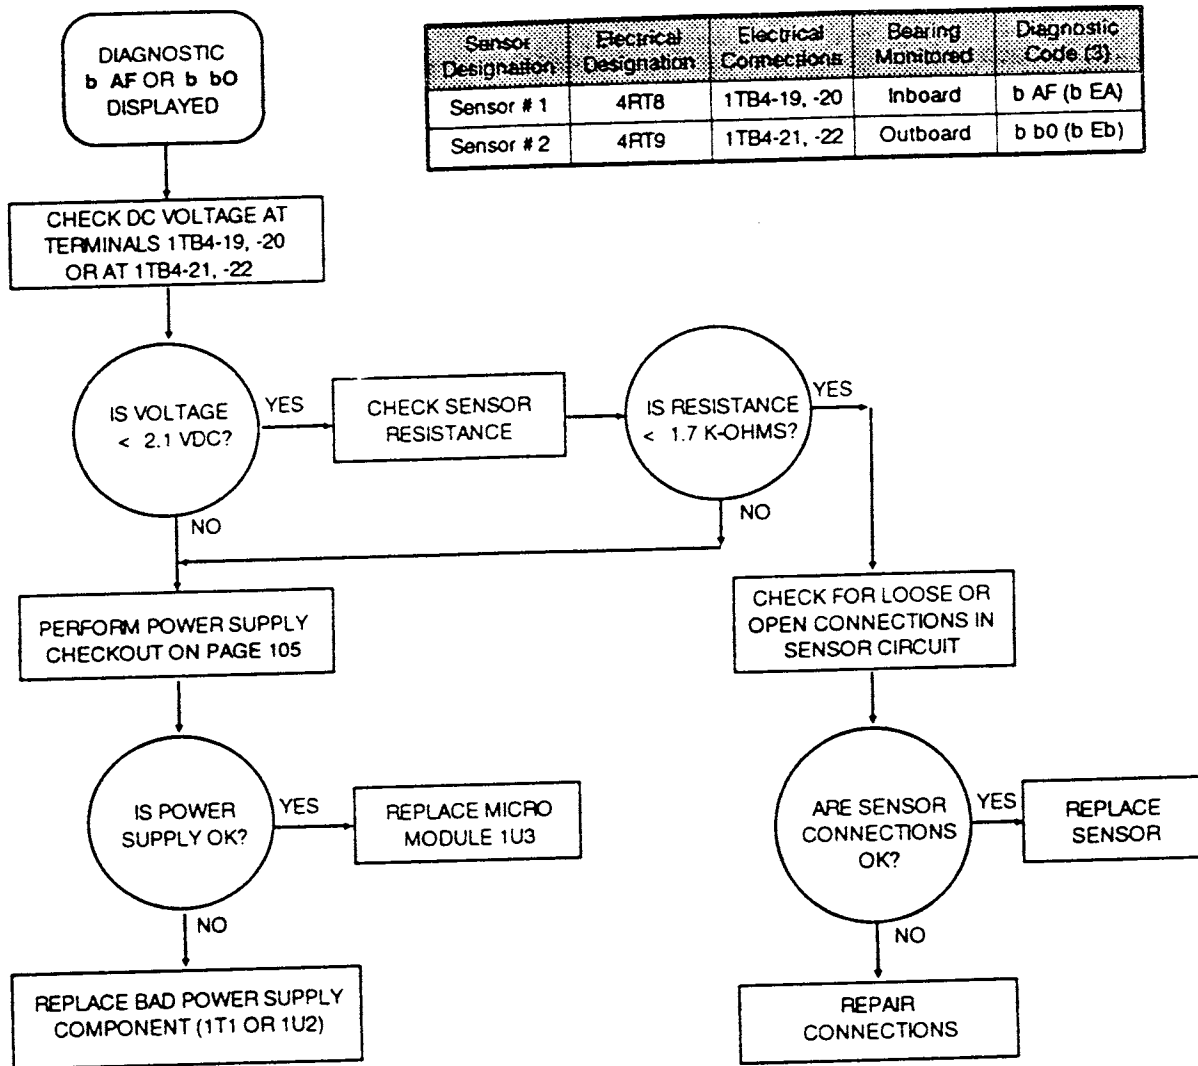 DIAGNOSTIC
b AF OR b bO
DISPLAYED
Sensor Designation Electrical Designation Electrical Connections Bearing Monitored Diagnostic Code (3)
Sensor # 1 4RT8 1TB4-19, -20 Inboard b AF (b EA)
Sensor # 2 4RT9 1TB4-21, -22 Outboard b b0 (b Eb)
CHECK DC VOLTAGE AT
TERMINALS 1TB4-19, -20
OR AT 1TB4-21, -22
IS VOLTAGE
< 2.1 VDC?
YES
CHECK SENSOR
RESISTANCE
IS RESISTANCE
< 1.7 K-OHMS?
YES
NO
NO
PERFORM POWER SUPPLY
CHECKOUT ON PAGE 105
CHECK FOR LOOSE OR
OPEN CONNECTIONS IN
SENSOR CIRCUIT
IS POWER
SUPPLY OK?
YES
REPLACE MICRO
MODULE 1U3
ARE SENSOR
CONNECTIONS
OK?
YES
REPLACE
SENSOR
NO
NO
REPLACE BAD POWER SUPPLY
COMPONENT (1T1 OR 1U2)
REPAIR
CONNECTIONS